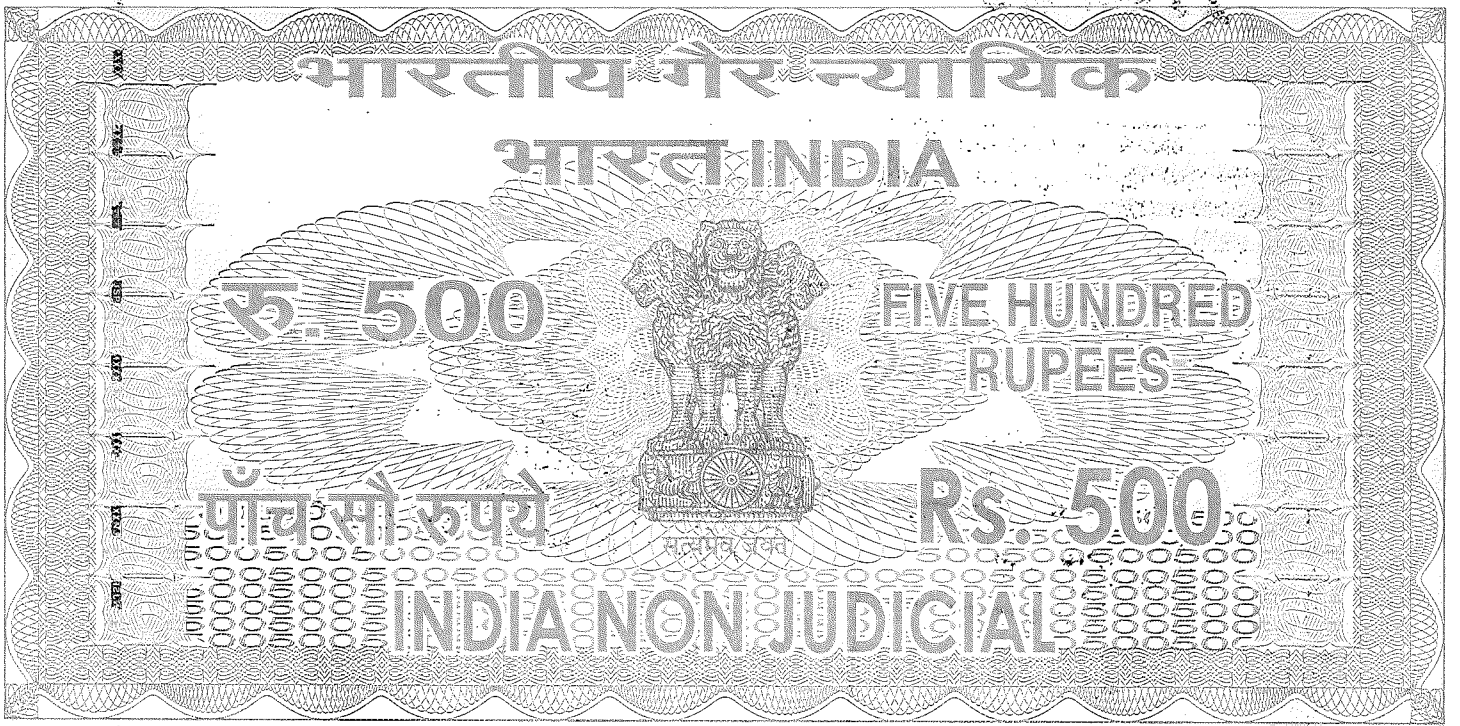 भारतीय गैर न्यायिक
भारत INDIA
रु. 500
FIVE HUNDRED
RUPEES
पाँच सौ रुपये
Rs. 500
सत्यमेव जयते
INDIA NON JUDICIAL